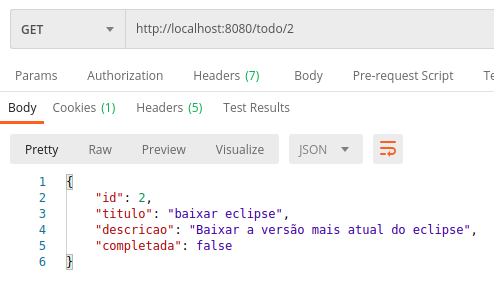 GET http://localhost:8080/todo/2
Params Authorization Headers (7) Body Pre-request Script Te
Body Cookies (1) Headers (5) Test Results
Pretty Raw Preview Visualize JSON
1 {
2 "id": 2,
3 "titulo": "baixar eclipse",
4 "descricao": "Baixar a versão mais atual do eclipse",
5 "completada": false
6 }